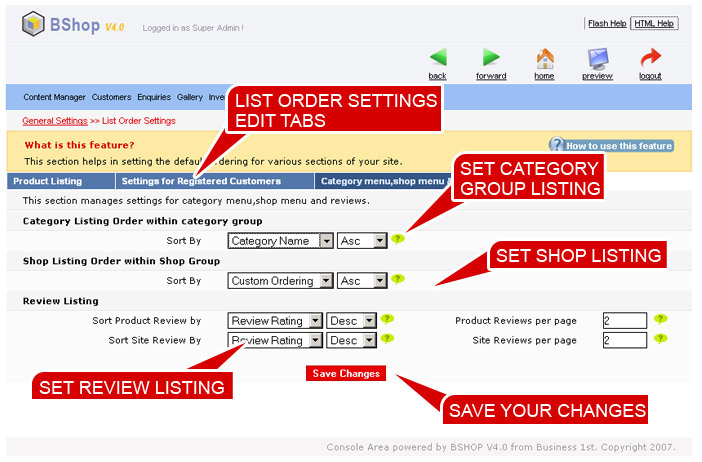 BShop V4.0
Logged in as Super Admin !
Flash Help
HTML Help
back
forward
home
preview
logout
Content Manager Customers Enquiries Gallery
LIST ORDER SETTINGS
EDIT TABS
General Settings >> List Order Settings
What is this feature?
How to use this feature
This section helps in setting the default ordering for various sections of your site.
Product Listing
Settings for Registered Customers
Category menu,shop menu
SET CATEGORY
GROUP LISTING
This section manages settings for category menu,shop menu and reviews.
Category Listing Order within category group
Sort By Category Name Asc ?
SET SHOP LISTING
Shop Listing Order within Shop Group
Sort By Custom Ordering Asc ?
Review Listing
Sort Product Review by Review Rating Desc ? Product Reviews per page 2 ?
Sort Site Review By Review Rating Desc ? Site Reviews per page 2 ?
SET REVIEW LISTING
Save Changes
SAVE YOUR CHANGES
Console Area powered by BSHOP V4.0 from Business 1st. Copyright 2007.